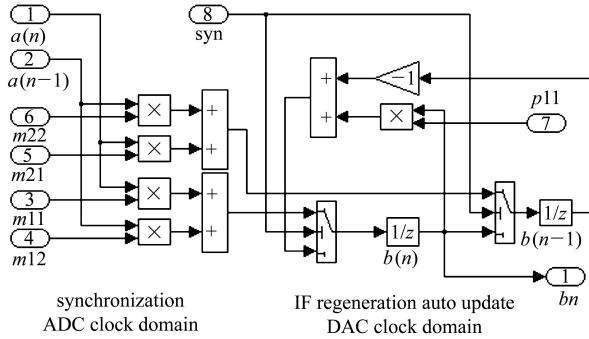 1
a(n)
2
a(n−1)
6
m22
5
m21
3
m11
4
m12
×
×
×
×
+
+
+
+
8
syn
+
+
−1
×
p11
7
1/z
b(n)
1/z
b(n−1)
1
bn
synchronization
ADC clock domain
IF regeneration auto update
DAC clock domain